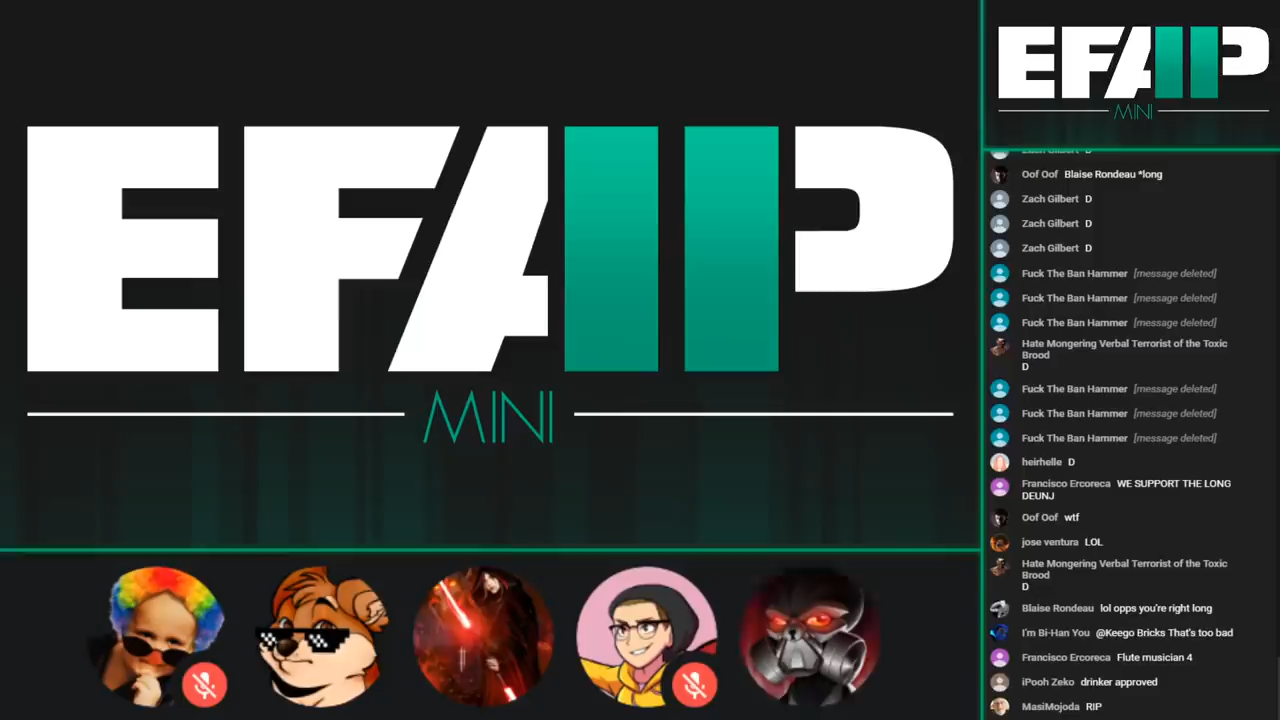 EFAP
MINI
EFAP
MINI
Zach Gilbert D
Oof Oof Blaise Rondeau *long
Zach Gilbert D
Zach Gilbert D
Zach Gilbert D
Fuck The Ban Hammer [message deleted]
Fuck The Ban Hammer [message deleted]
Fuck The Ban Hammer [message deleted]
Hate Mongering Verbal Terrorist of the Toxic
Brood
D
Fuck The Ban Hammer [message deleted]
Fuck The Ban Hammer [message deleted]
Fuck The Ban Hammer [message deleted]
heirhelle D
Francisco Ercoreca WE SUPPORT THE LONG
DEUNJ
Oof Oof wtf
jose ventura LOL
Hate Mongering Verbal Terrorist of the Toxic
Brood
D
Blaise Rondeau lol opps you're right long
I'm Bi-Han You @Keego Bricks That's too bad
Francisco Ercoreca Flute musician 4
iPooh Zeko drinker approved
MasiMojoda RIP